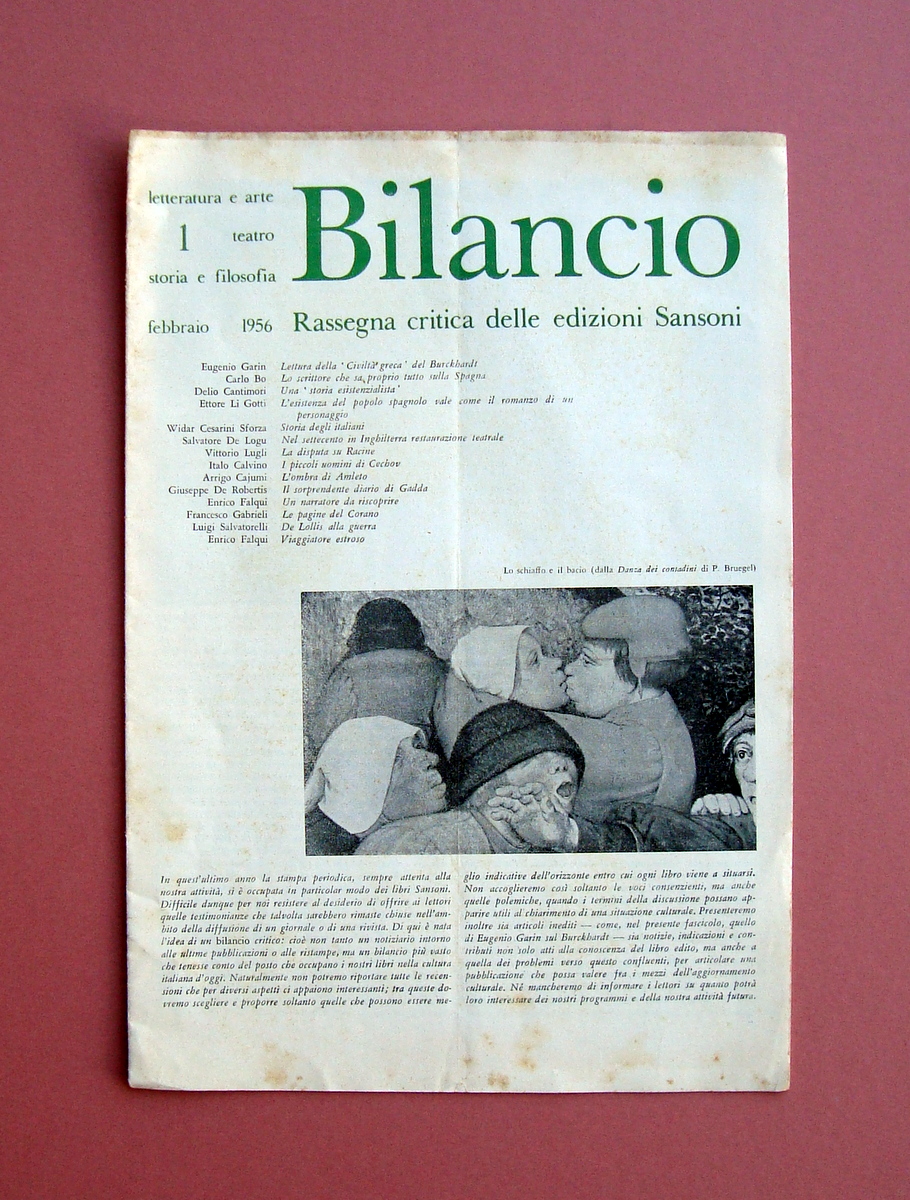 letteratura e arte
1 teatro
storia e filosofia
Bilancio
febbraio 1956 Rassegna critica delle edizioni Sansoni
Eugenio Garin Lettura della 'Civiltà greca' del Burckhardt
Carlo Bo Lo scrittore che sa proprio tutto sulla Spagna
Delio Cantimori Una 'storia esistenzialista'
Ettore Li Gotti L'esistenza del popolo spagnolo vale come il romanzo di un
personaggio
Widar Cesarini Sforza Storia degli italiani
Salvatore De Logu Nel settecento in Inghilterra restaurazione teatrale
Vittorio Lugli La disputa su Racine
Italo Calvino I piccoli uomini di Cechov
Arrigo Cajumi L'ombra di Amleto
Giuseppe De Robertis Il sorprendente diario di Gadda
Enrico Falqui Un narratore da riscoprire
Francesco Gabrieli Le pagine del Corano
Luigi Salvatorelli De Lollis alla guerra
Enrico Falqui Viaggiatore estroso
Lo schiaffo e il bacio (dalla Danza dei contadini di P. Bruegel)
In quest'ultimo anno la stampa periodica, sempre attenta alla
nostra attività, si è occupata in particolar modo dei libri Sansoni.
Difficile dunque per noi resistere al desiderio di offrire ai lettori
quelle testimonianze che talvolta sarebbero rimaste chiuse nell'am-
bito della diffusione di un giornale o di una rivista. Di qui è nata
l'idea di un bilancio critico: cioè non tanto un notiziario intorno
alle ultime pubblicazioni o alle ristampe, ma un bilancio più vasto
che tenesse conto del posto che occupano i nostri libri nella cultura
italiana d'oggi. Naturalmente non potremo riportare tutte le recen-
sioni che per diversi aspetti ci appaiono interessanti; tra queste do-
vremo scegliere e proporre soltanto quelle che possono essere me-
glio indicative dell'orizzonte entro cui ogni libro viene a situarsi.
Non accoglieremo così soltanto le voci consenzienti, ma anche
quelle polemiche, quando i termini della discussione possano ap-
parire utili al chiarimento di una situazione culturale. Presenteremo
inoltre sia articoli inediti — come, nel presente fascicolo, quello
di Eugenio Garin sul Burckhardt — sia notizie, indicazioni e con-
tributi non solo atti alla conoscenza del libro edito, ma anche a
quella dei problemi verso questo confluenti, per articolare una
pubblicazione che possa valere fra i mezzi dell'aggiornamento
culturale. Né mancheremo di informare i lettori su quanto potrà
loro interessare dei nostri programmi e della nostra attività futura.